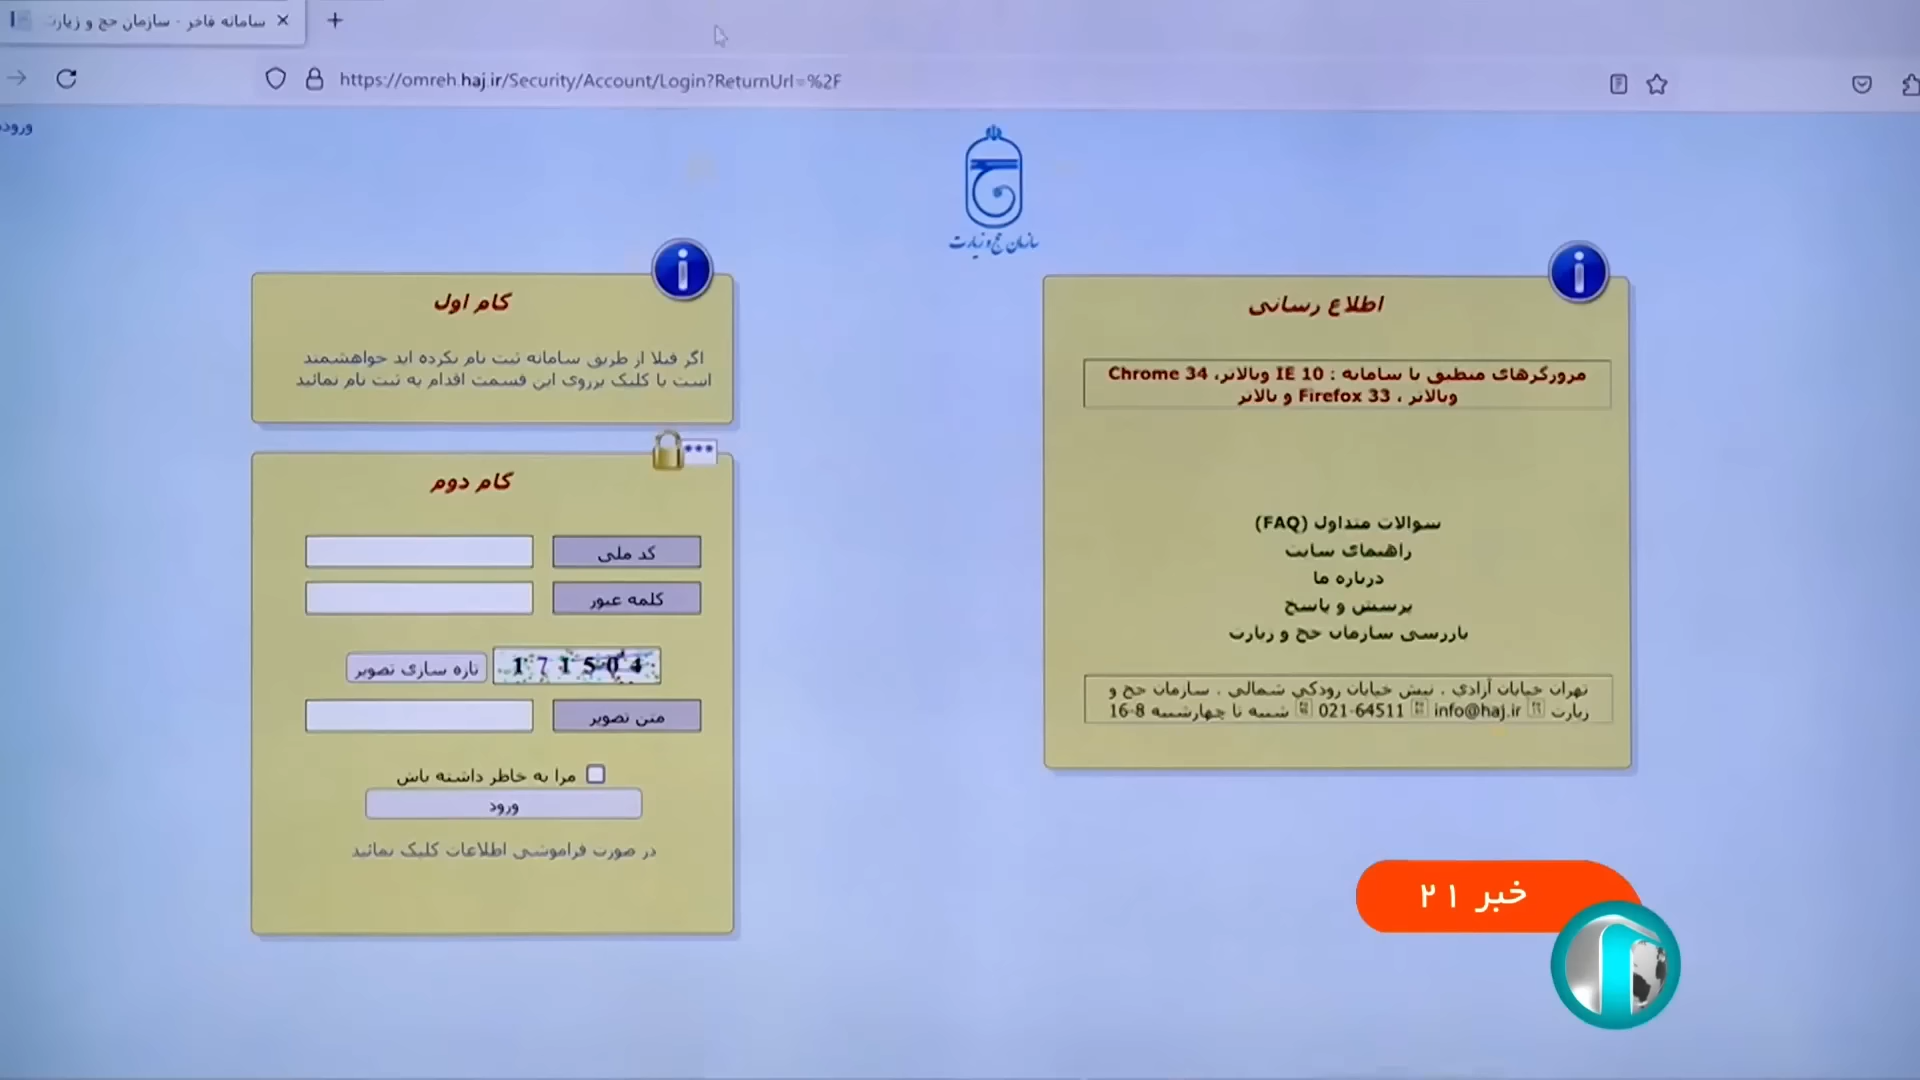 سامانه فاخر - سازمان حج و زیارت
https://omreh.haj.ir/Security/Account/Login?ReturnUrl=%2F
ورود
سازمان حج و زیارت
اطلاع رسانی
مرورگرهای منطبق با سامانه : IE 10 وبالاتر، Chrome 34
وبالاتر ، Firefox 33 و بالاتر
سوالات متداول (FAQ)
راهنمای سایت
درباره ما
پرسش و پاسخ
بازرسی سازمان حج و زیارت
تهران خیابان آزادي ، نبش خیابان رودکي شمالي ، سازمان حج و
زیارت info@haj.ir 021-64511 شنبه تا چهارشنبه 8-16
گام اول
اگر قبلا از طریق سامانه ثبت نام نکرده اید خواهشمند
است با کلیک برروی این قسمت اقدام به ثبت نام نمائید
گام دوم
کد ملی
کلمه عبور
171504
تازه سازی تصویر
متن تصویر
مرا به خاطر داشته باش
ورود
در صورت فراموشی اطلاعات کلیک نمائید
خبر ۲۱